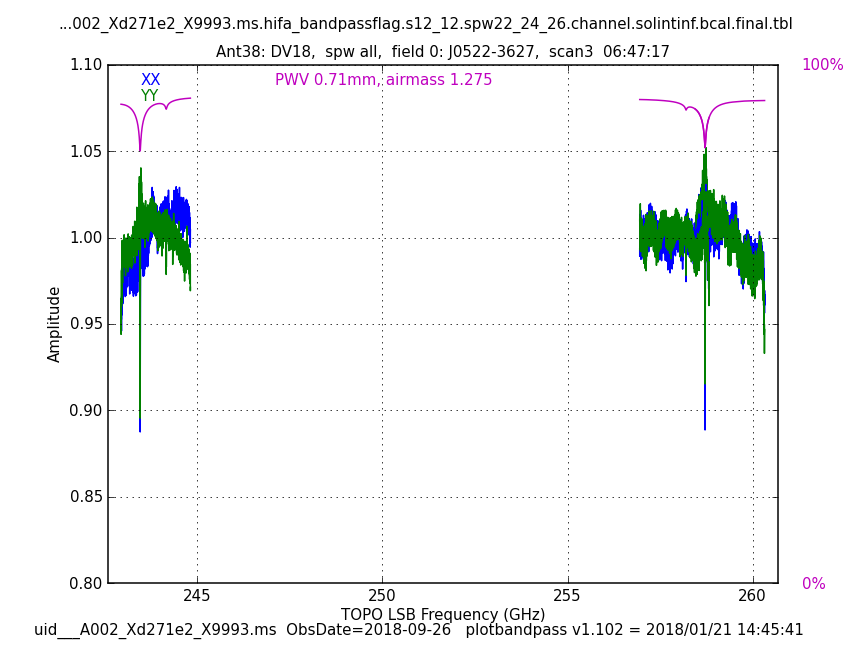 ...002_Xd271e2_X9993.ms.hifa_bandpassflag.s12_12.spw22_24_26.channel.solintinf.bcal.final.tbl
Ant38: DV18,  spw all,  field 0: J0522-3627,  scan3  06:47:17
1.10
XX
PWV 0.71mm, airmass 1.275
100%
YY
1.05
1.00
0.95
Amplitude
0.90
0.85
0.80
0%
245
250
255
260
TOPO LSB Frequency (GHz)
uid___A002_Xd271e2_X9993.ms  ObsDate=2018-09-26   plotbandpass v1.102 = 2018/01/21 14:45:41